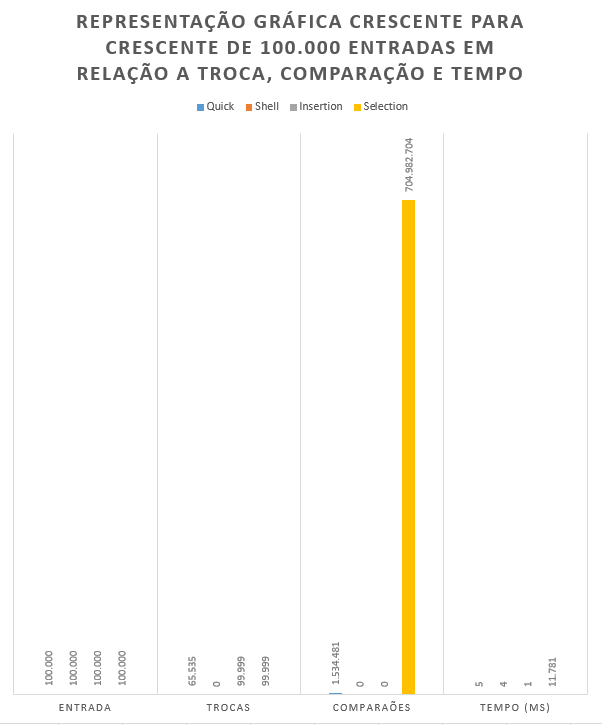 REPRESENTAÇÃO GRÁFICA CRESCENTE PARA
CRESCENTE DE 100.000 ENTRADAS EM
RELAÇÃO A TROCA, COMPARAÇÃO E TEMPO
Quick Shell Insertion Selection
100.000 100.000 100.000 100.000
65.535 0 99.999 99.999
1.534.481 0 0 704.982.704
5 4 1 11.781
ENTRADA TROCAS COMPARAÕES TEMPO (MS)